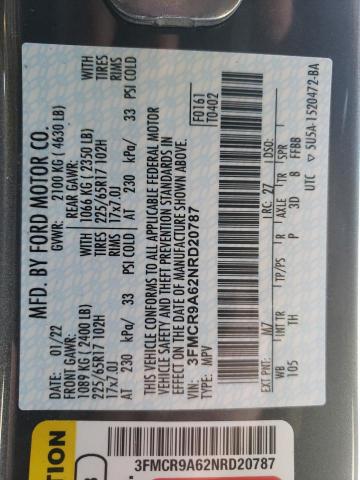 MFD. BY FORD MOTOR CO.
DATE: 01/22
GVWR: 2100 KG ( 4630 LB)
FRONT GAWR:
1089 KG ( 2400 LB)
225/65R17 102H
17x7.0J
AT 230 kPa/ 33 PSI COLD
WITH
TIRES
RIMS
REAR GAWR:
1066 KG ( 2350 LB)
225/65R17 102H
17x7.0J
AT 230 kPa/ 33 PSI COLD
WITH
TIRES
RIMS
THIS VEHICLE CONFORMS TO ALL APPLICABLE FEDERAL MOTOR
VEHICLE SAFETY AND THEFT PREVENTION STANDARDS IN
EFFECT ON THE DATE OF MANUFACTURE SHOWN ABOVE.
VIN: 3FMCR9A62NRD20787
TYPE: MPV
F0161
T0402
EXT PNT: M7 RC: 27 DSO:
WB INT TR TP/PS R AXLE TR SPR
105 TH P 3D 8 FFBB
UTC SU5A-1520472-BA
3FMCR9A62NRD20787